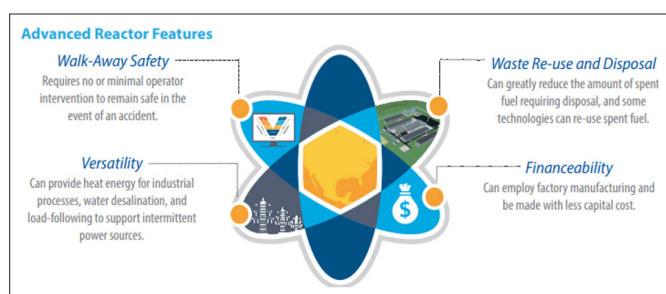 Advanced Reactor Features
Walk-Away Safety
Requires no or minimal operator
intervention to remain safe in the
event of an accident.
Versatility
Can provide heat energy for industrial
processes, water desalination, and
load-following to support intermittent
power sources.
Waste Re-use and Disposal
Can greatly reduce the amount of spent
fuel requiring disposal, and some
technologies can re-use spent fuel.
Financeability
Can employ factory manufacturing and
be made with less capital cost.
$